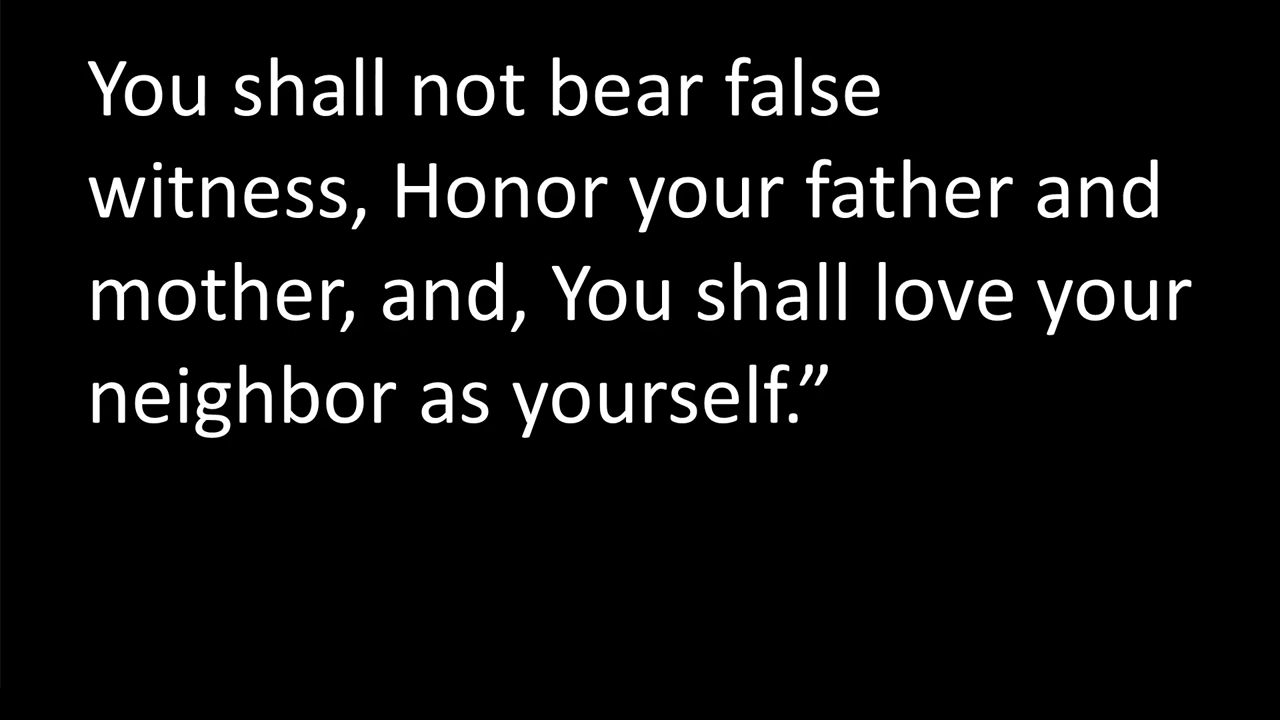 You shall not bear false
witness, Honor your father and
mother, and, You shall love your
neighbor as yourself.”